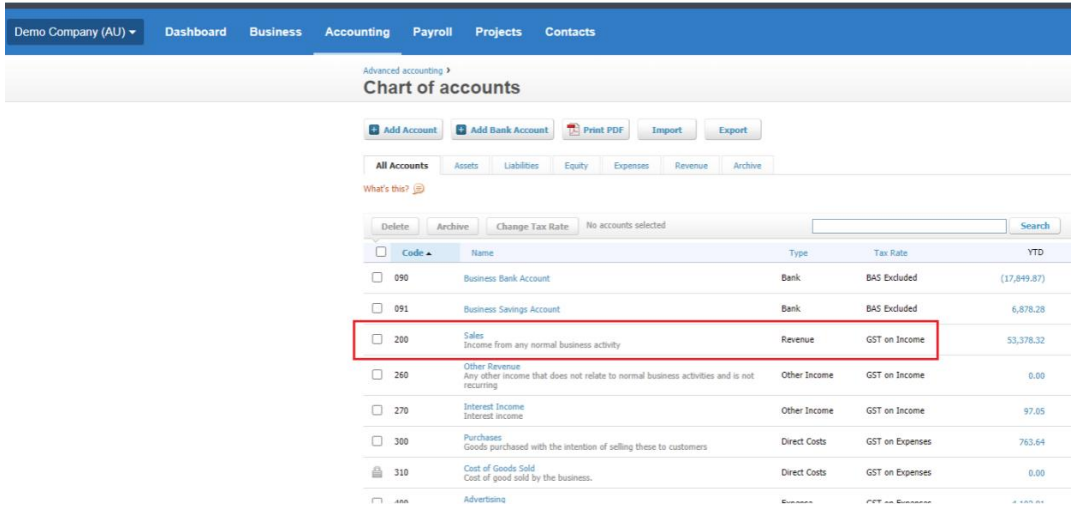 Demo Company (AU) Dashboard Business Accounting Payroll Projects Contacts
Advanced accounting ›
Chart of accounts
Add Account Add Bank Account Print PDF Import Export
All Accounts Assets Liabilities Equity Expenses Revenue Archive
What's this?
Delete Archive Change Tax Rate No accounts selected Search
Code Name Type Tax Rate YTD
090 Business Bank Account Bank BAS Excluded (17,849.87)
091 Business Savings Account Bank BAS Excluded 6,878.28
200 Sales Revenue GST on Income 53,378.32
Income from any normal business activity
260 Other Revenue Other Income GST on Income 0.00
Any other income that does not relate to normal business activities and is not
recurring
270 Interest Income Other Income GST on Income 97.05
Interest income
300 Purchases Direct Costs GST on Expenses 763.64
Goods purchased with the intention of selling these to customers
310 Cost of Goods Sold Direct Costs GST on Expenses 0.00
Cost of good sold by the business.
400 Advertising Expense GST on Expenses